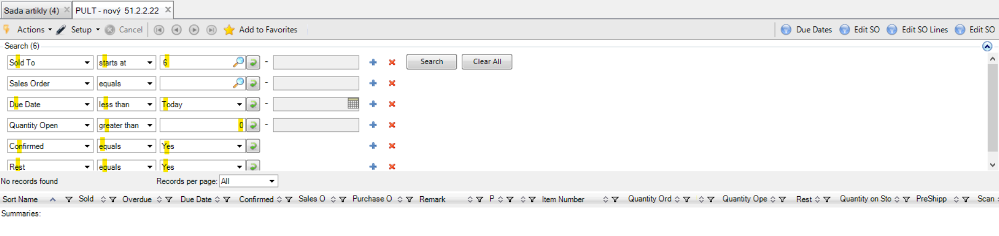 Sada artikly (4) PULT - nový 51.2.2.22
Actions Setup Cancel Add to Favorites Due Dates Edit SO Edit SO Lines Edit SO
Search (6)
Sold To starts at 6 - Search Clear All
Sales Order equals -
Due Date less than Today -
Quantity Open greater than 0 -
Confirmed equals Yes
Rest equals Yes
No records found Records per page: All
Sort Name Sold Overdue Due Date Confirmed Sales O Purchase O Remark P Item Number Quantity Ord Quantity Ope Rest Quantity on Sto PreShipp Scan
Summaries: